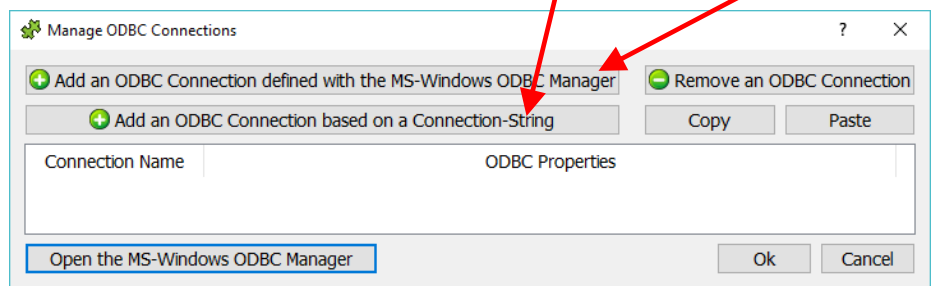 Manage ODBC Connections ?
Add an ODBC Connection defined with the MS-Windows ODBC Manager Remove an ODBC Connection
Add an ODBC Connection based on a Connection-String Copy Paste
Connection Name ODBC Properties
Open the MS-Windows ODBC Manager Ok Cancel